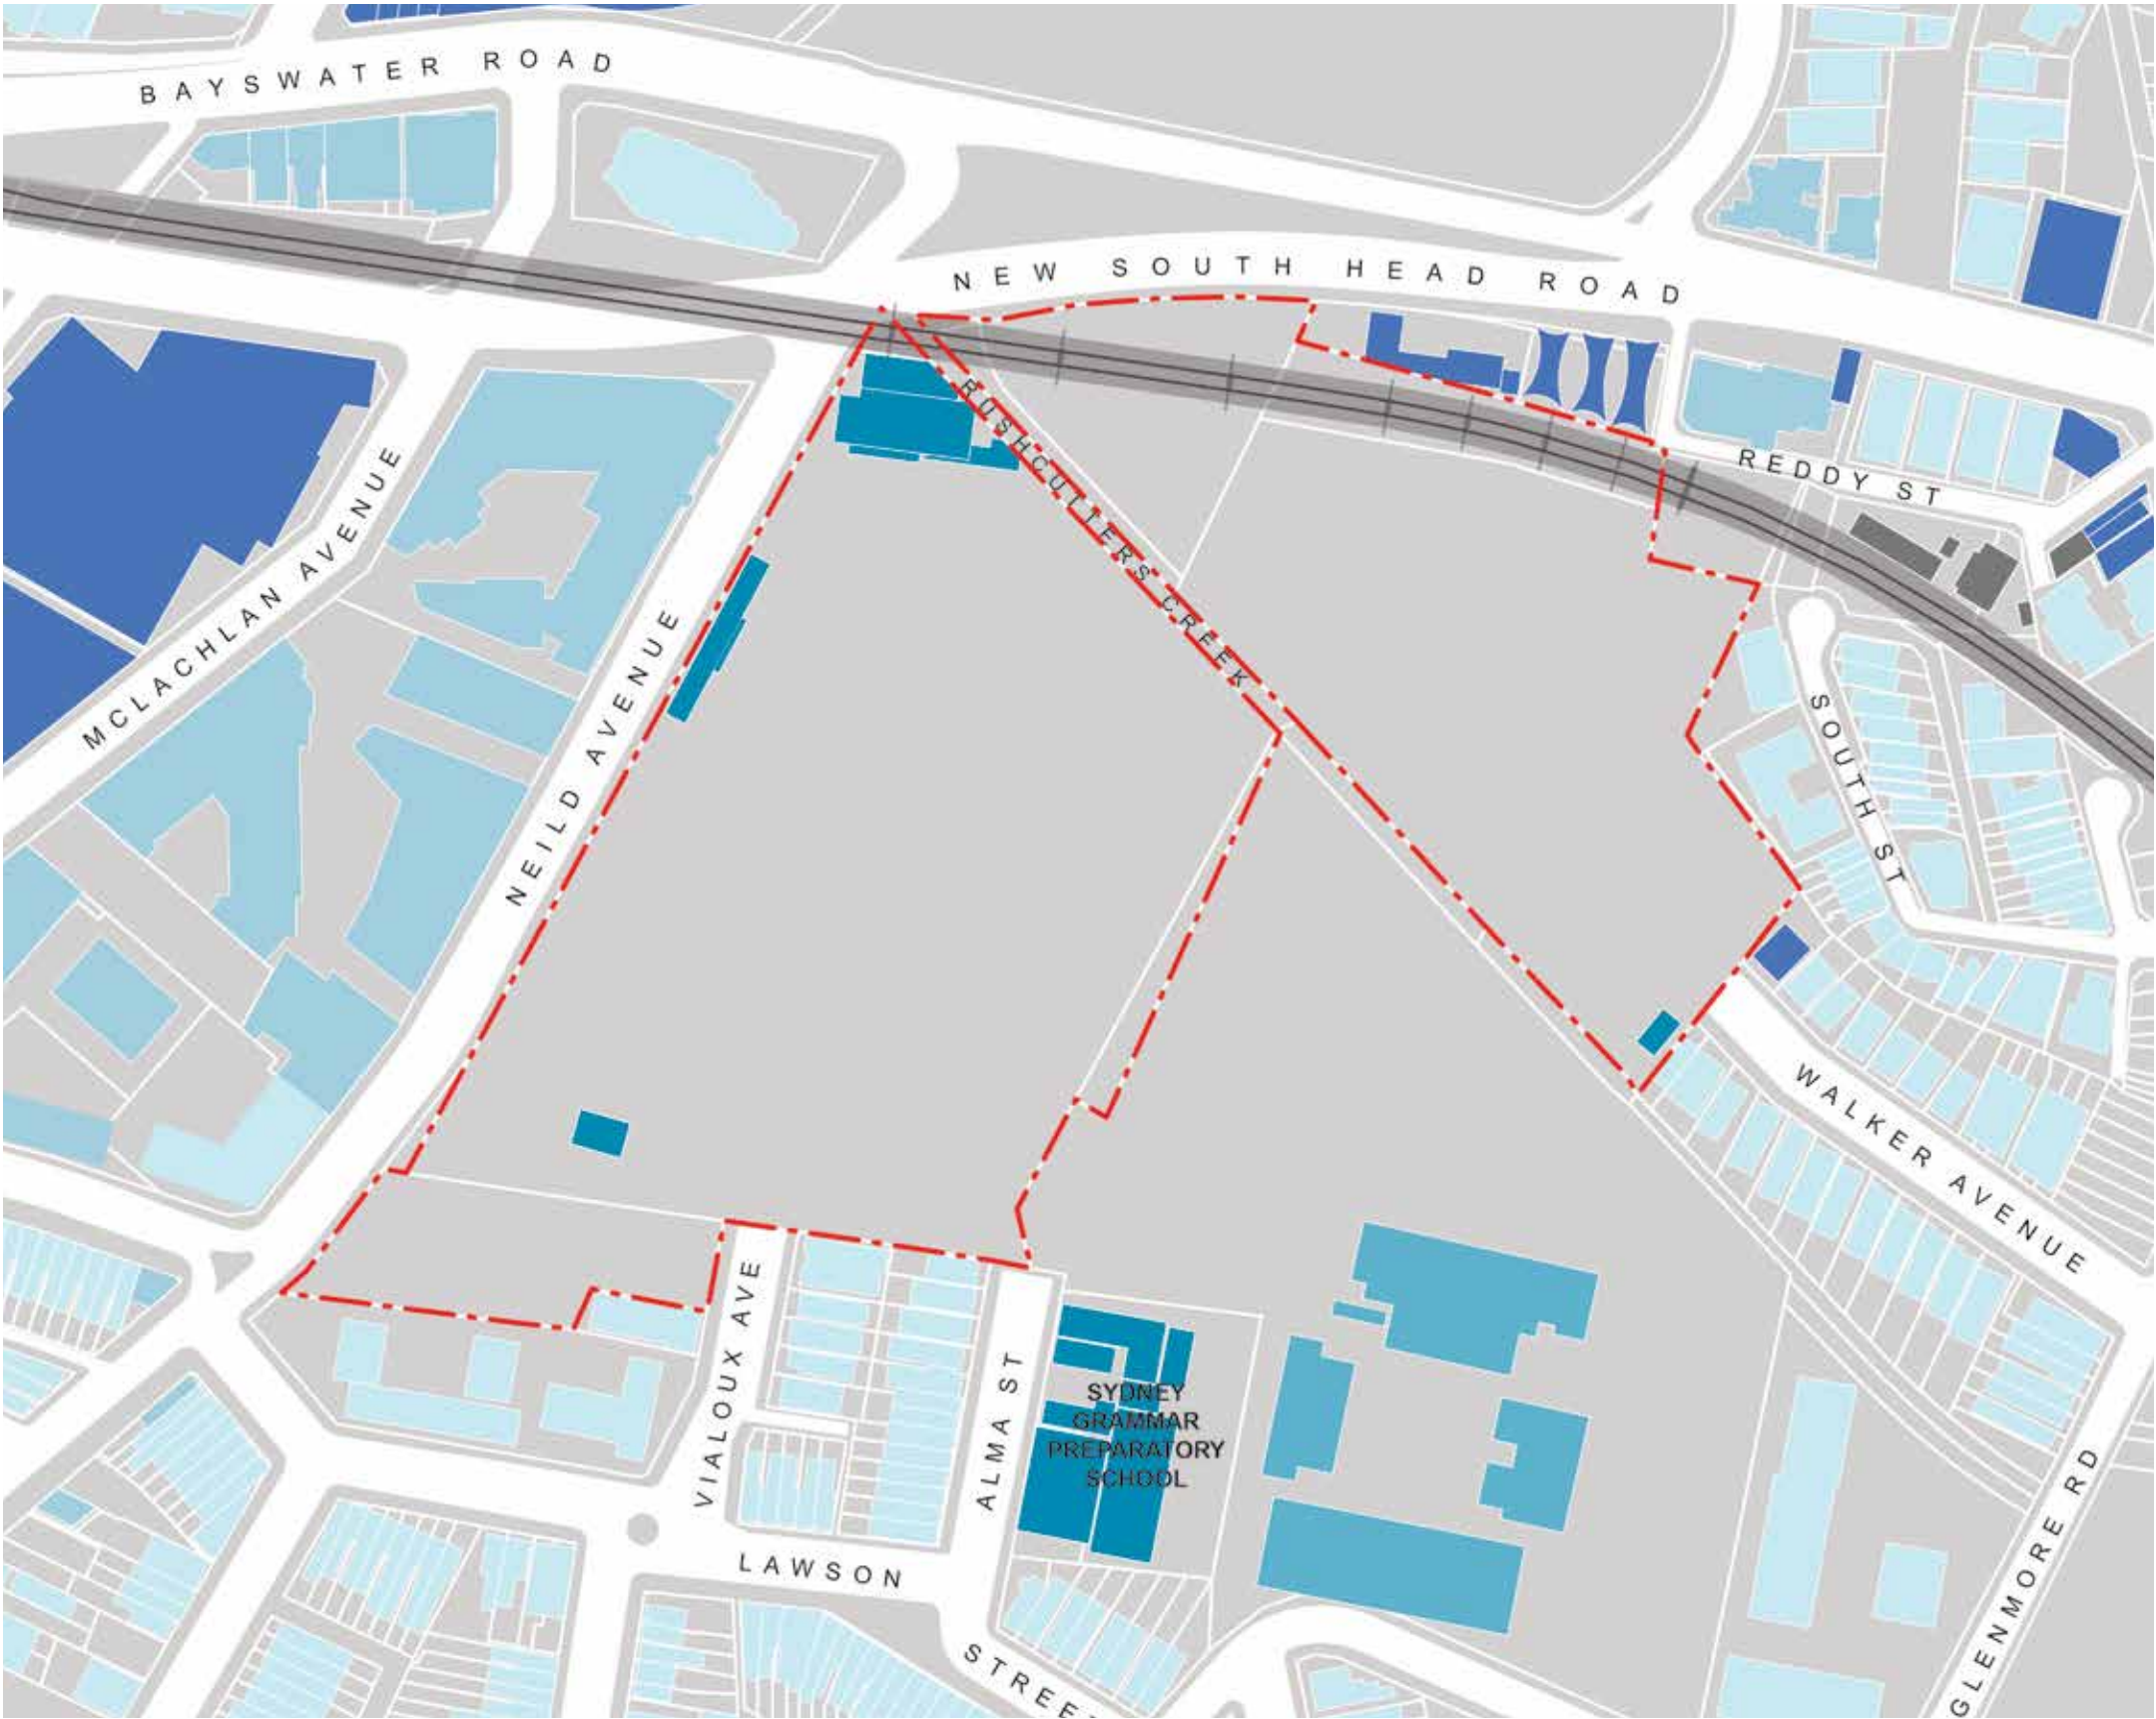 BAYSWATER ROAD
NEW SOUTH HEAD ROAD
RUSHCUTTERS CREEK
REDDY ST
MCLACHLAN AVENUE
NEILD AVENUE
SOUTH ST
WALKER AVENUE
VIALOUX AVE
ALMA ST
SYDNEY
GRAMMAR
PREPARATORY
SCHOOL
LAWSON
STREET
GLENMORE RD